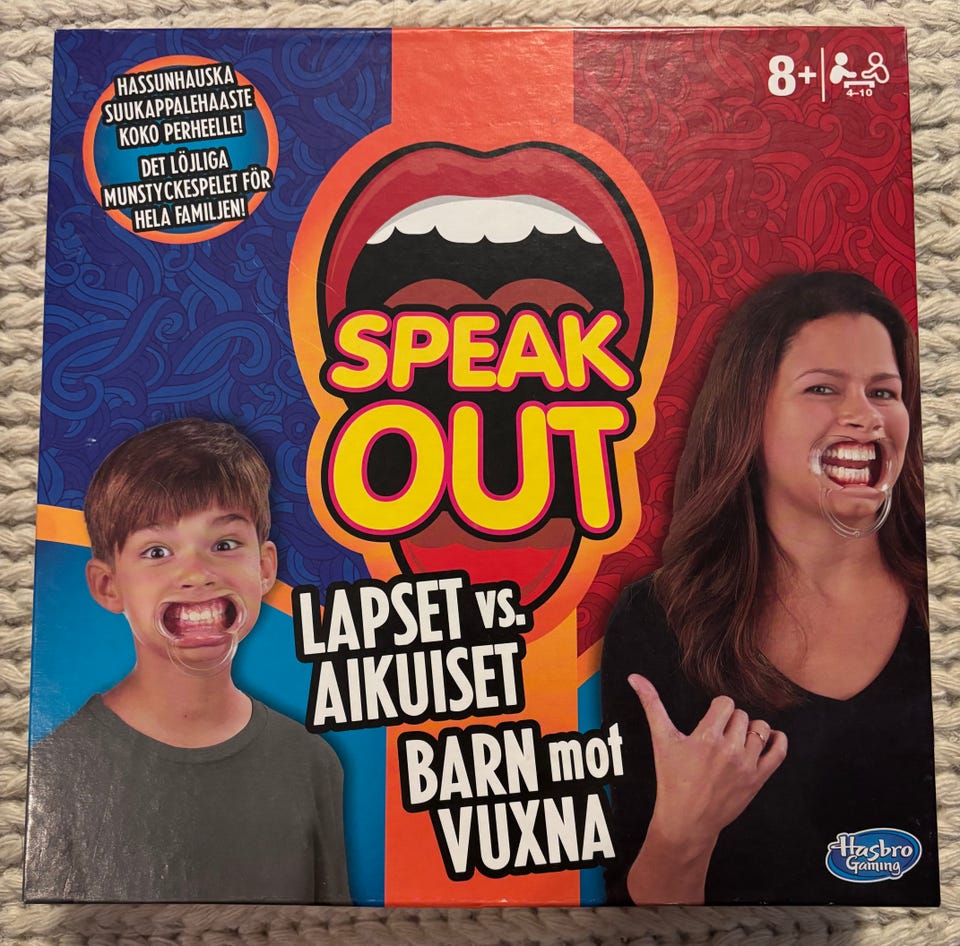 HASSUNHAUSKA
SUUKAPPALEHAASTE
KOKO PERHEELLE!
DET LÖJLIGA
MUNSTYCKESPELET FÖR
HELA FAMILJEN!
8+
4-10
SPEAK
OUT
LAPSET vs.
AIKUISET
BARN mot
VUXNA
Hasbro
Gaming